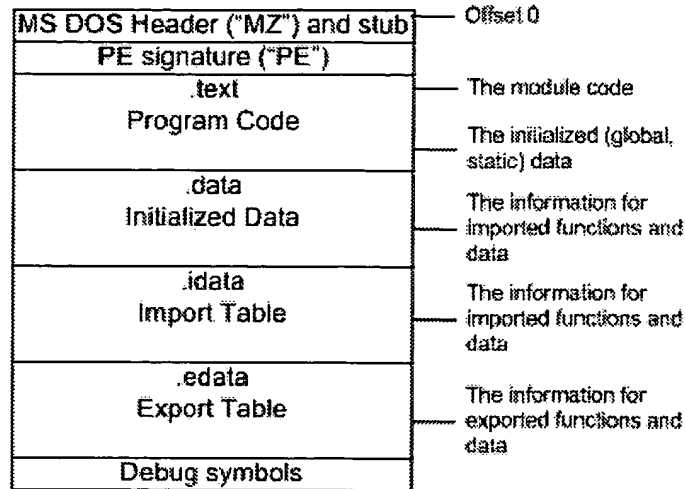 MS DOS Header ("MZ") and stub
Offset 0
PE signature ("PE")
.text
The module code
Program Code
The initialized (global,
static) data
.data
Initialized Data
The information for
imported functions and
data
.idata
Import Table
The information for
imported functions and
data
.edata
Export Table
The information for
exported functions and
data
Debug symbols